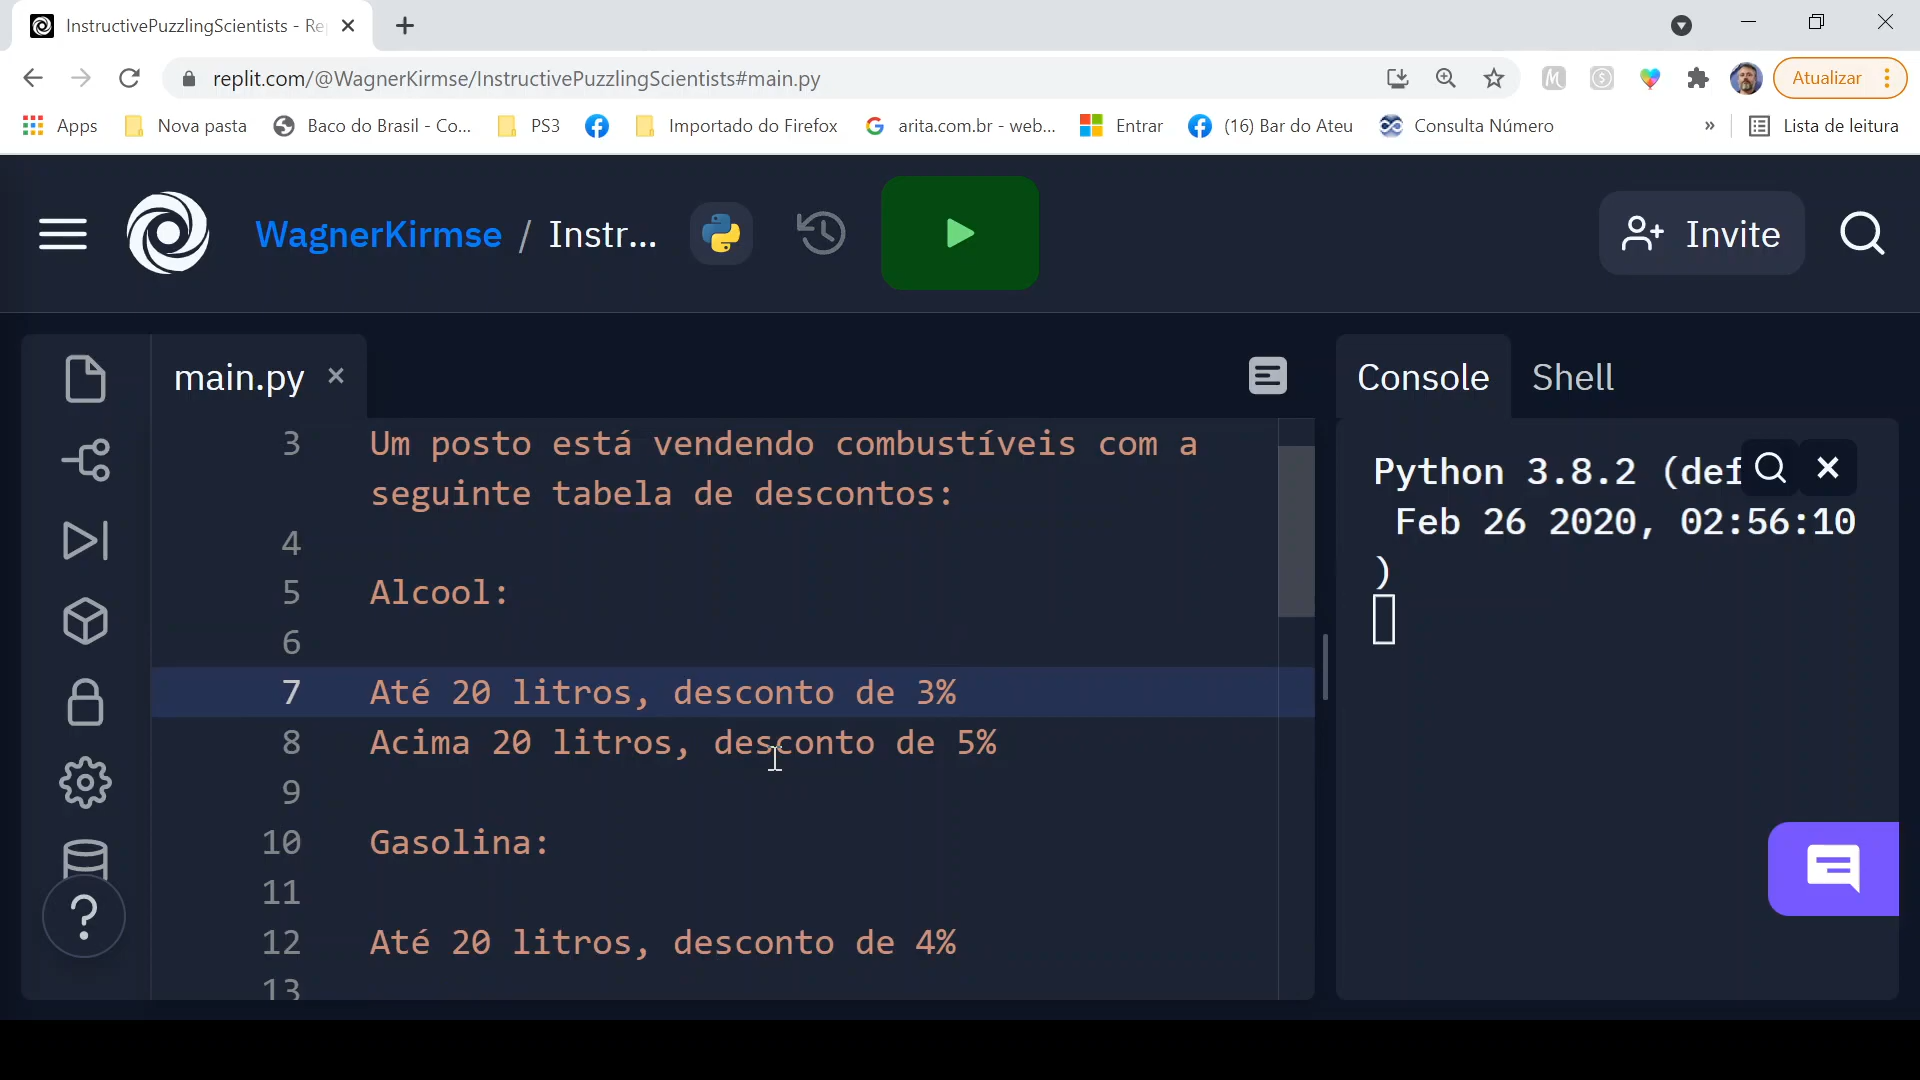 InstructivePuzzlingScientists - Re
replit.com/@WagnerKirmse/InstructivePuzzlingScientists#main.py
Atualizar
Apps
Nova pasta
Baco do Brasil - Co...
PS3
Importado do Firefox
arita.com.br - web...
Entrar
(16) Bar do Ateu
Consulta Número
»
Lista de leitura
WagnerKirmse / Instr...
Invite
main.py
Console
Shell
3 Um posto está vendendo combustíveis com a
seguinte tabela de descontos:
4
5 Alcool:
6
7 Até 20 litros, desconto de 3%
8 Acima 20 litros, desconto de 5%
9
10 Gasolina:
11
12 Até 20 litros, desconto de 4%
13
Python 3.8.2 (def
Feb 26 2020, 02:56:10
)